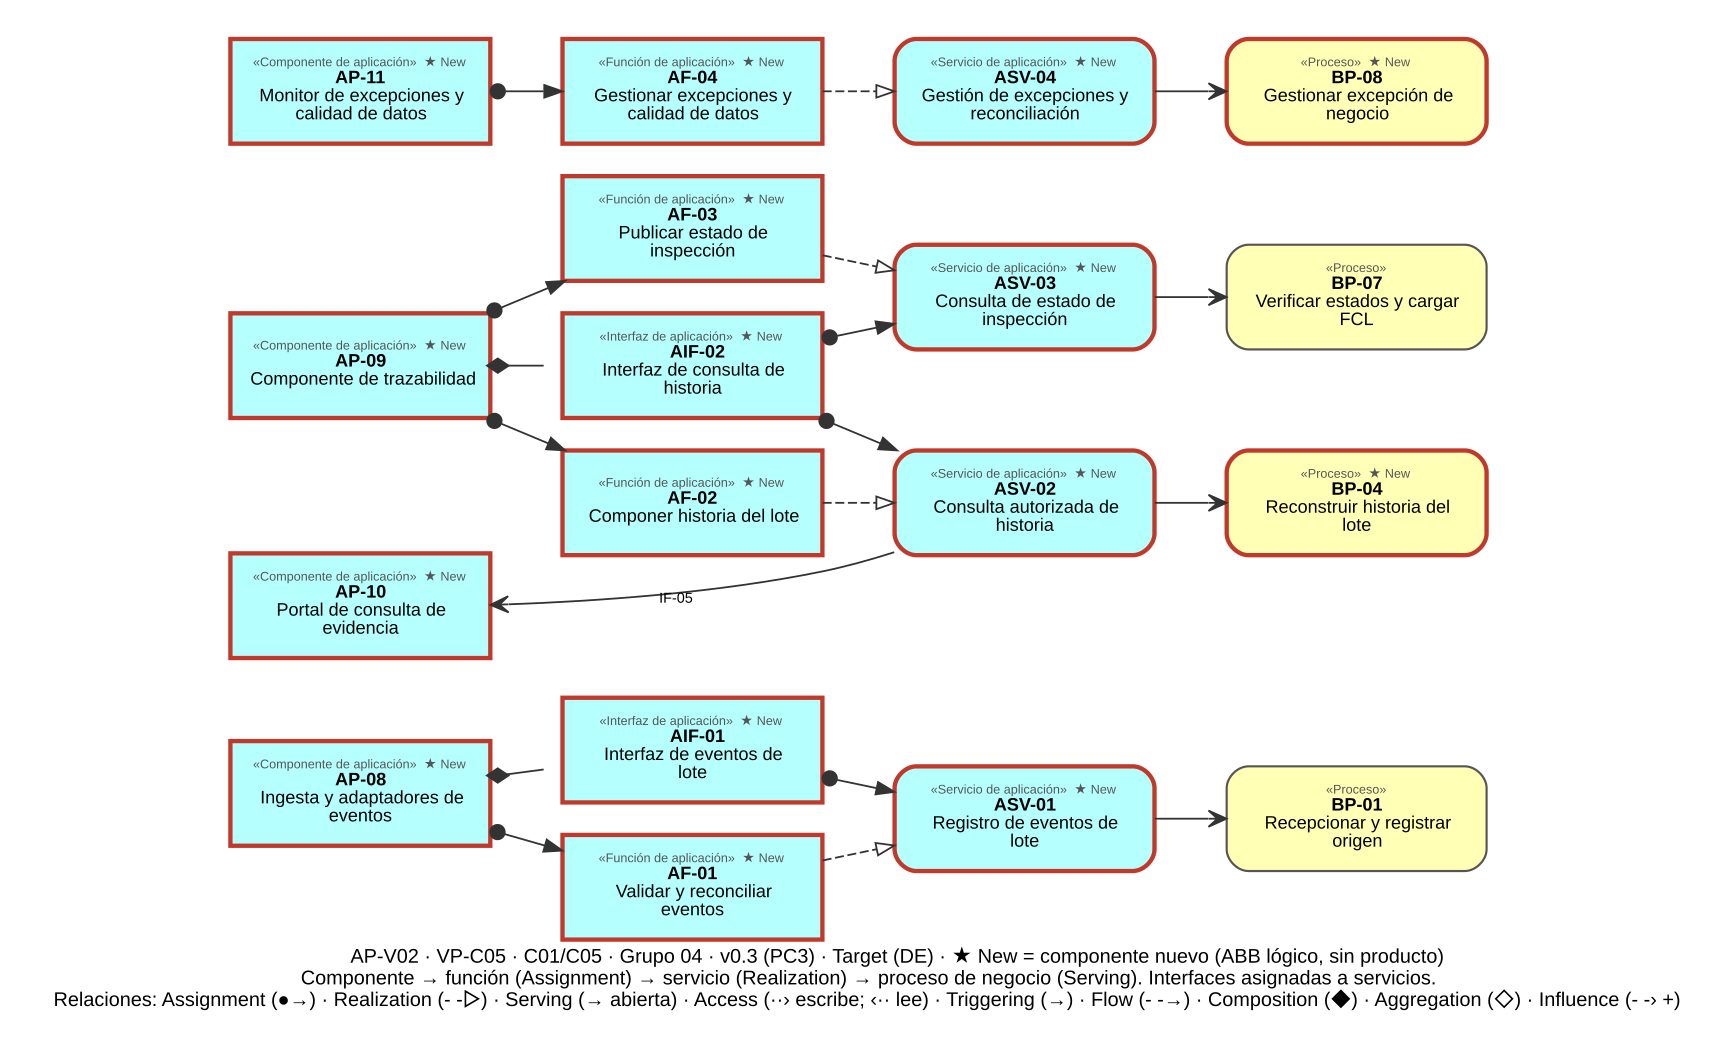 «Componente de aplicación» ★ New
AP-11
Monitor de excepciones y
calidad de datos
«Función de aplicación» ★ New
AF-04
Gestionar excepciones y
calidad de datos
«Servicio de aplicación» ★ New
ASV-04
Gestión de excepciones y
reconciliación
«Proceso» ★ New
BP-08
Gestionar excepción de
negocio
«Función de aplicación» ★ New
AF-03
Publicar estado de
inspección
«Servicio de aplicación» ★ New
ASV-03
Consulta de estado de
inspección
«Proceso»
BP-07
Verificar estados y cargar
FCL
«Componente de aplicación» ★ New
AP-09
Componente de trazabilidad
«Interfaz de aplicación» ★ New
AIF-02
Interfaz de consulta de
historia
«Función de aplicación» ★ New
AF-02
Componer historia del lote
«Servicio de aplicación» ★ New
ASV-02
Consulta autorizada de
historia
«Proceso» ★ New
BP-04
Reconstruir historia del
lote
«Componente de aplicación» ★ New
AP-10
Portal de consulta de
evidencia
IF-05
«Interfaz de aplicación» ★ New
AIF-01
Interfaz de eventos de
lote
«Componente de aplicación» ★ New
AP-08
Ingesta y adaptadores de
eventos
«Servicio de aplicación» ★ New
ASV-01
Registro de eventos de
lote
«Proceso»
BP-01
Recepcionar y registrar
origen
«Función de aplicación» ★ New
AF-01
Validar y reconciliar
eventos
AP-V02 · VP-C05 · C01/C05 · Grupo 04 · v0.3 (PC3) · Target (DE) · ★ New = componente nuevo (ABB lógico, sin producto)
Componente → función (Assignment) → servicio (Realization) → proceso de negocio (Serving). Interfaces asignadas a servicios.
Relaciones: Assignment (●→) · Realization (- -▷) · Serving (→ abierta) · Access (··› escribe; ‹·· lee) · Triggering (→) · Flow (- -→) · Composition (◆) · Aggregation (◇) · Influence (- -› +)